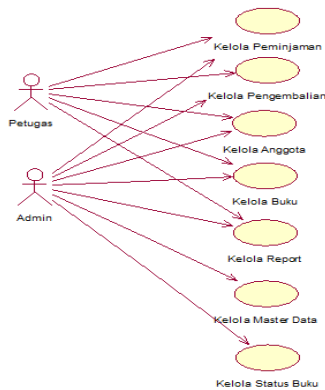 Kelola Peminjaman
Petugas
Kelola Pengembalian
Kelola Anggota
Admin
Kelola Buku
Kelola Report
Kelola Master Data
Kelola Status Buku